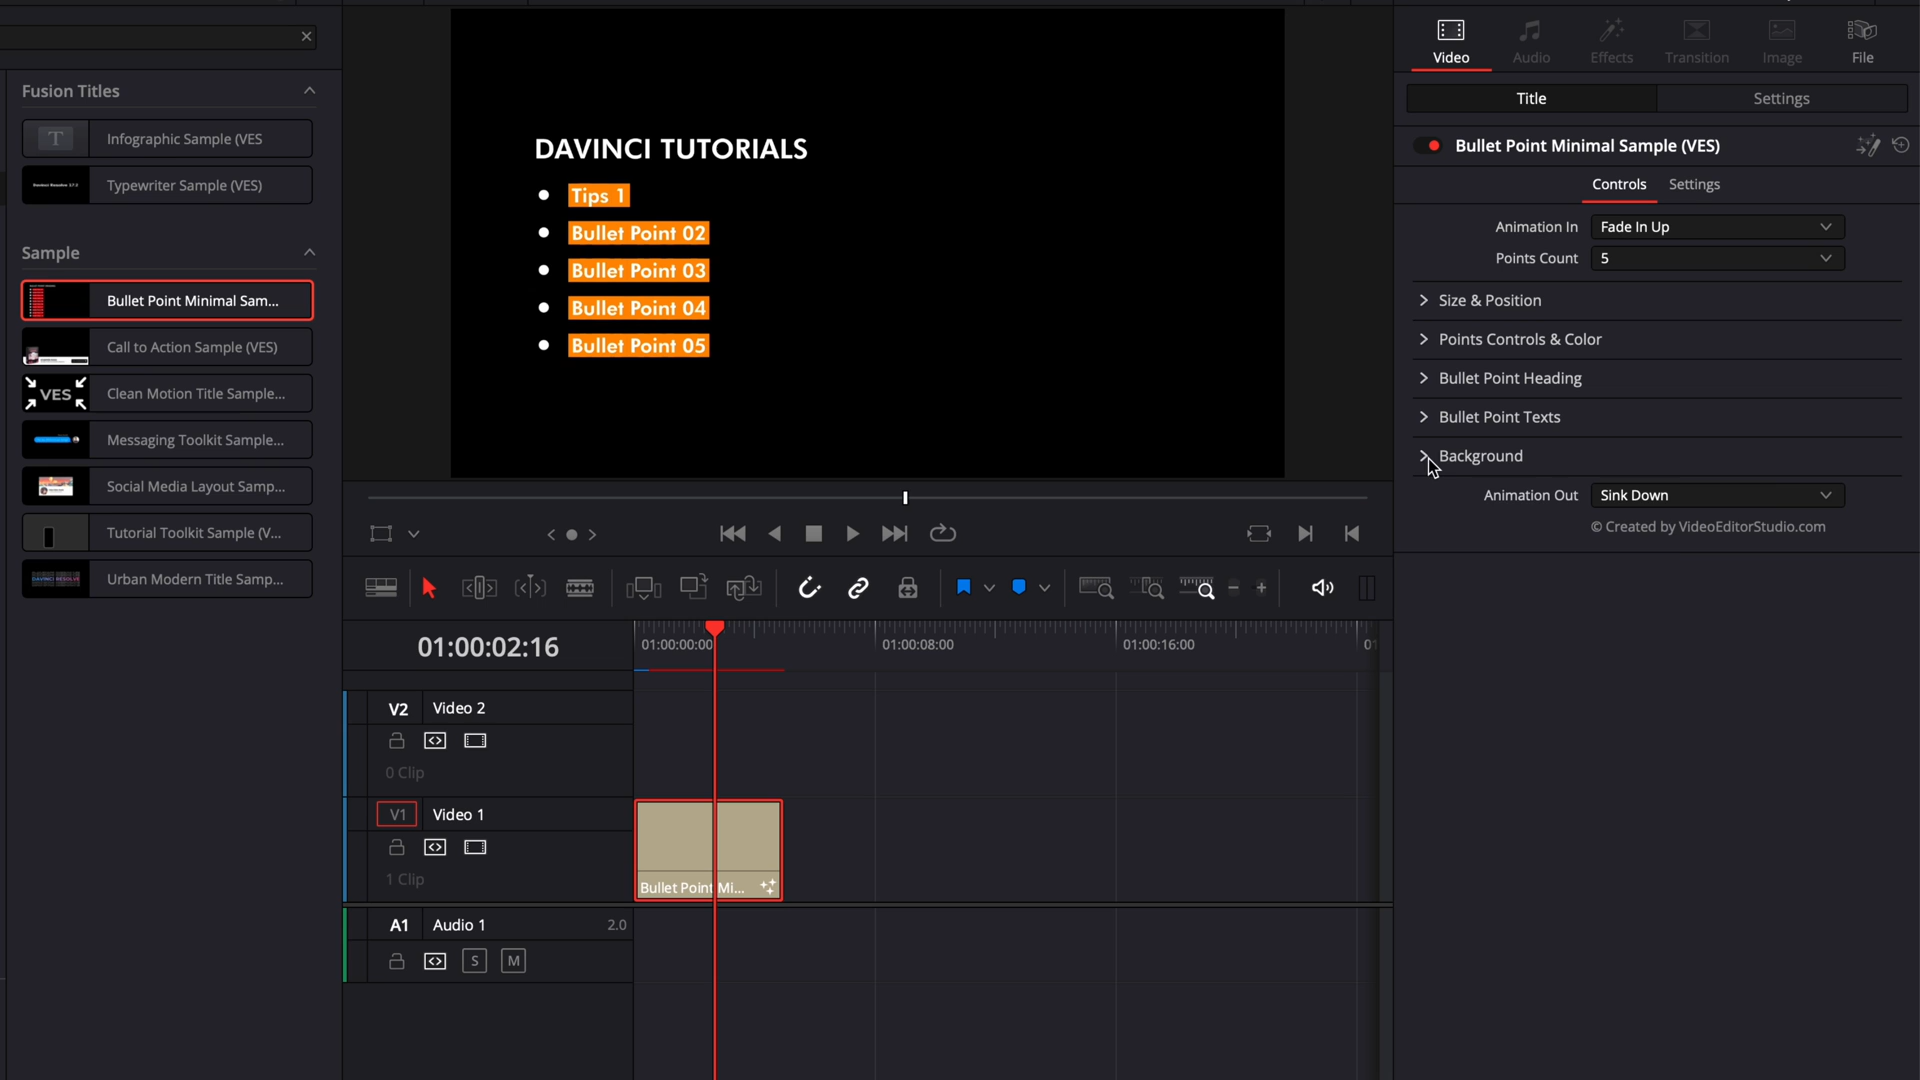 Fusion Titles
Infographic Sample (VES
Typewriter Sample (VES)
Sample
Bullet Point Minimal Sam...
Call to Action Sample (VES)
VES
Clean Motion Title Sample...
Messaging Toolkit Sample...
Social Media Layout Samp...
Tutorial Toolkit Sample (V...
Urban Modern Title Samp...
DAVINCI TUTORIALS
• Tips 1
• Bullet Point 02
• Bullet Point 03
• Bullet Point 04
• Bullet Point 05
Video Audio Effects Transition Image File
Title Settings
Bullet Point Minimal Sample (VES)
Controls Settings
Animation In Fade In Up
Points Count 5
Size & Position
Points Controls & Color
Bullet Point Heading
Bullet Point Texts
Background
Animation Out Sink Down
© Created by VideoEditorStudio.com
01:00:02:16
01:00:00:00 01:00:08:00 01:00:16:00
V2 Video 2
0 Clip
V1 Video 1
1 Clip
Bullet Point Mi...
A1 Audio 1 2.0
S M